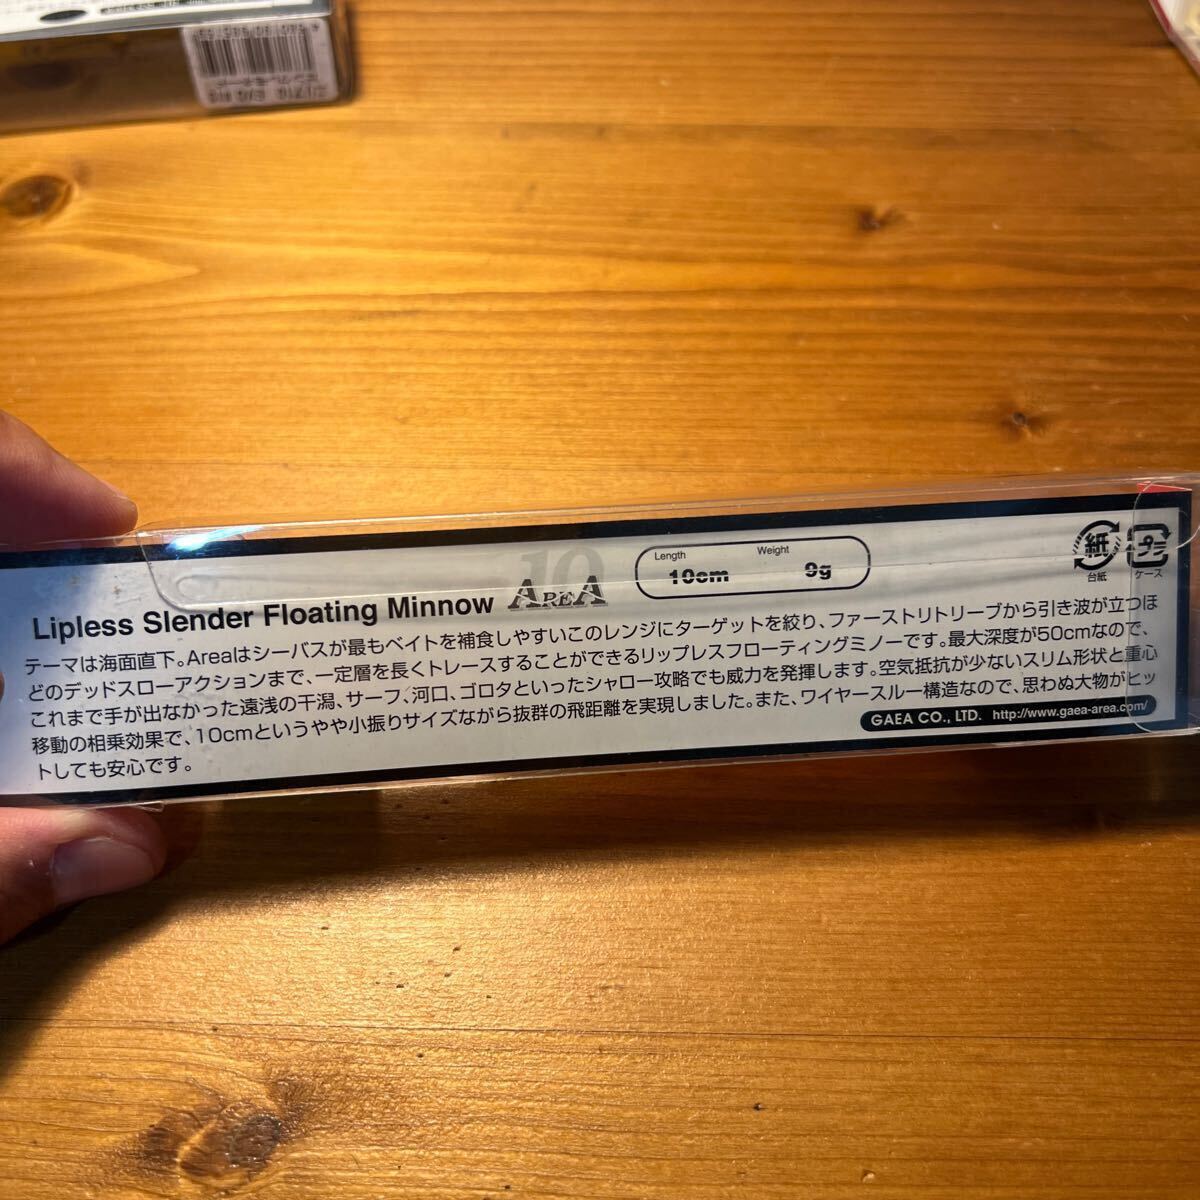 Lipless Slender Floating Minnow
10
AREA
Length
10cm
Weight
9g
紙
台紙
プラ
ケース
テーマは海面直下。Areaはシーバスが最もベイトを補食しやすいこのレンジにターゲットを絞り、ファーストリトリーブから引き波が立つほ
どのデッドスローアクションまで、一定層を長くトレースすることができるリップレスフローティングミノーです。最大深度が50cmなので、
これまで手が出なかった遠浅の干潟、サーフ、河口、ゴロタといったシャロー攻略でも威力を発揮します。空気抵抗が少ないスリム形状と重心
移動の相乗効果で、10cmというやや小振りサイズながら抜群の飛距離を実現しました。また、ワイヤースルー構造なので、思わぬ大物がヒッ
トしても安心です。
GAEA CO., LTD. http://www.gaea-area.com/